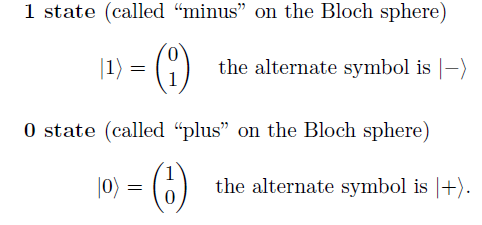 1 state (called “minus” on the Bloch sphere)
|1⟩ = (0 1) the alternate symbol is |−⟩
0 state (called “plus” on the Bloch sphere)
|0⟩ = (1 0) the alternate symbol is |+⟩.